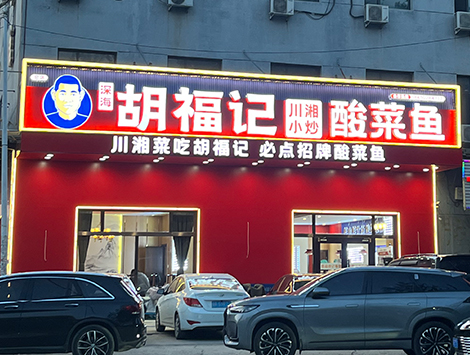 深海
胡福记
川湘
小炒
酸菜鱼
川湘菜吃胡福记 必点招牌酸菜鱼